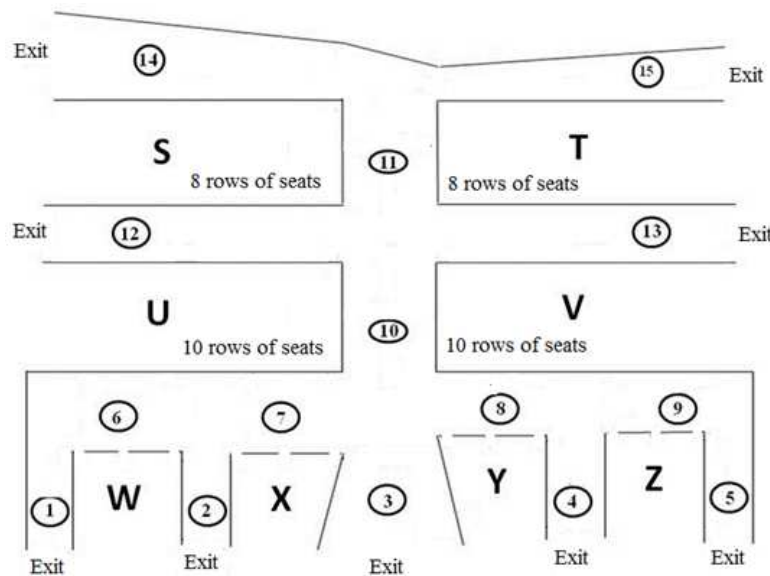 Exit 14 15 Exit
S T
11
8 rows of seats 8 rows of seats
Exit 12 13 Exit
U V
10
10 rows of seats 10 rows of seats
6 7 8 9
W X Y Z
1 2 3 4 5
Exit Exit Exit Exit Exit